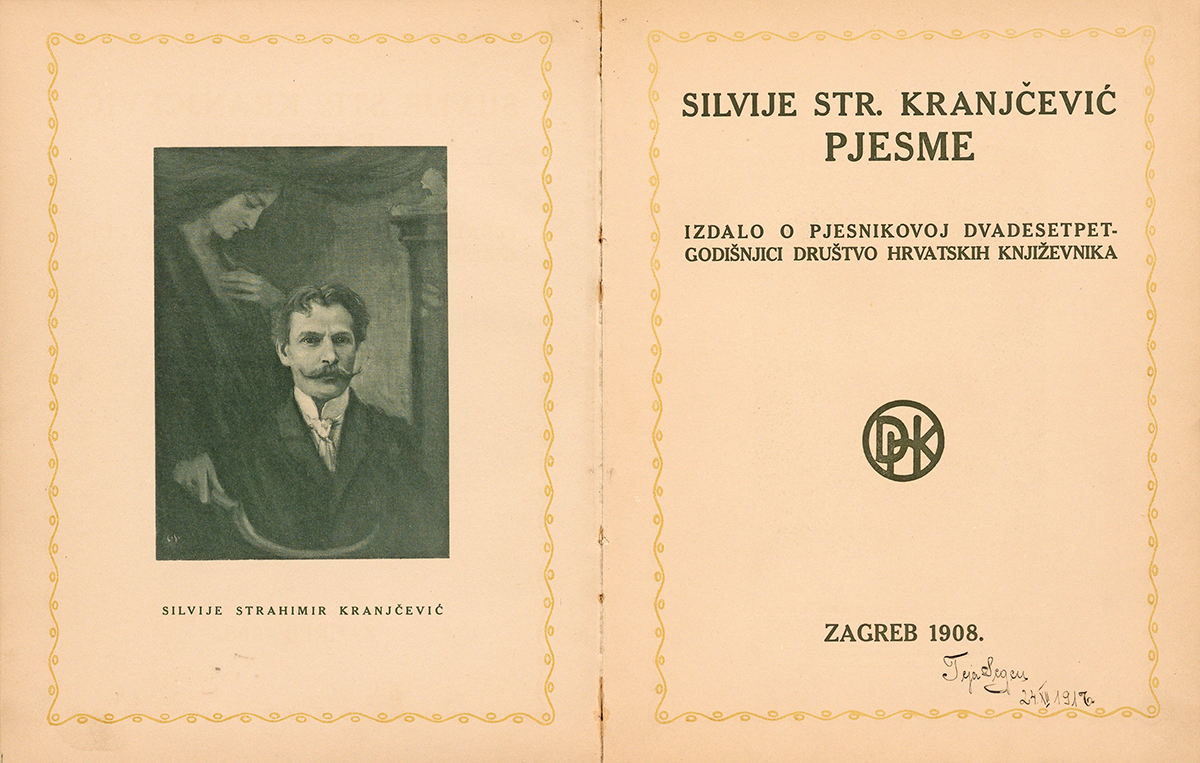 SILVIJE STRAHIMIR KRANJČEVIĆ
SILVIJE STR. KRANJČEVIĆ
PJESME
IZDALO O PJESNIKOVOJ DVADESETPET-
GODIŠNJICI DRUŠTVO HRVATSKIH KNJIŽEVNIKA
DHK
ZAGREB 1908.